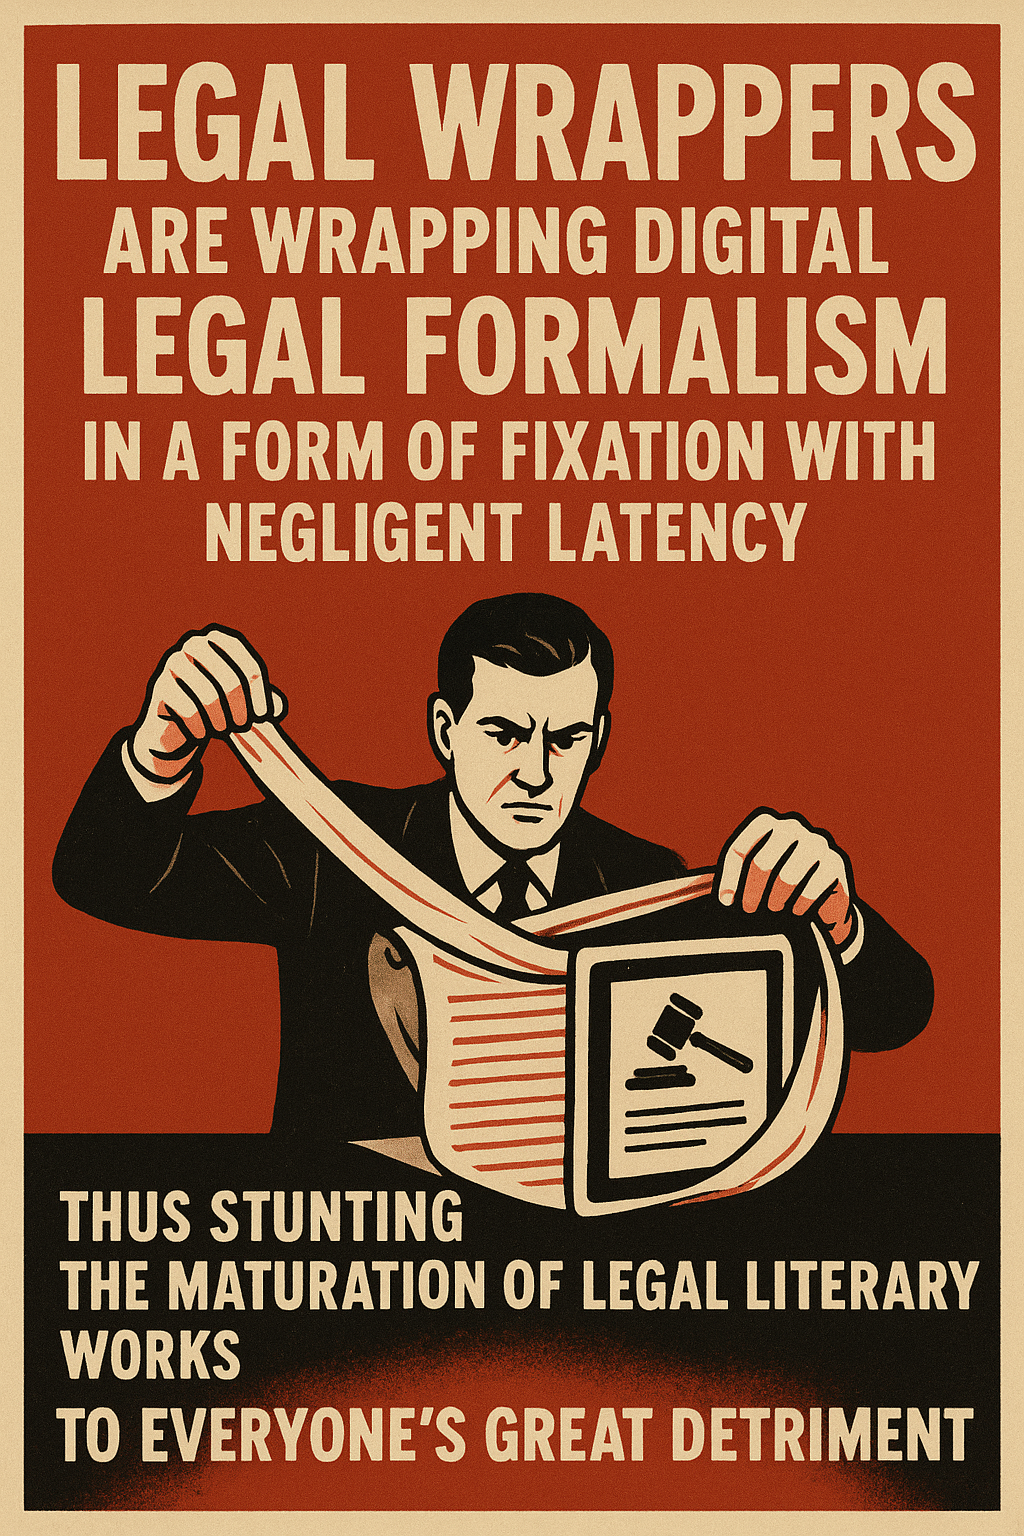 LEGAL WRAPPERS
ARE WRAPPING DIGITAL
LEGAL FORMALISM
IN A FORM OF FIXATION WITH
NEGLIGENT LATENCY
THUS STUNTING
THE MATURATION OF LEGAL LITERARY
WORKS
TO EVERYONE'S GREAT DETRIMENT